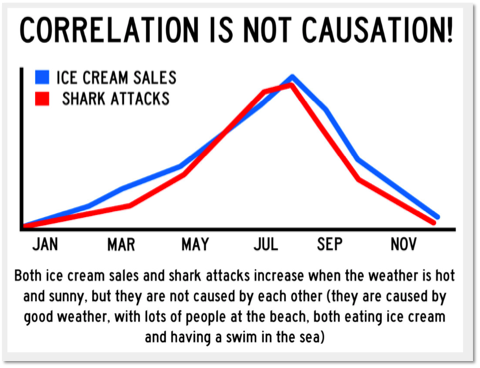 CORRELATION IS NOT CAUSATION!
ICE CREAM SALES
SHARK ATTACKS
JAN MAR MAY JUL SEP NOV
Both ice cream sales and shark attacks increase when the weather is hot
and sunny, but they are not caused by each other (they are caused by
good weather, with lots of people at the beach, both eating ice cream
and having a swim in the sea)